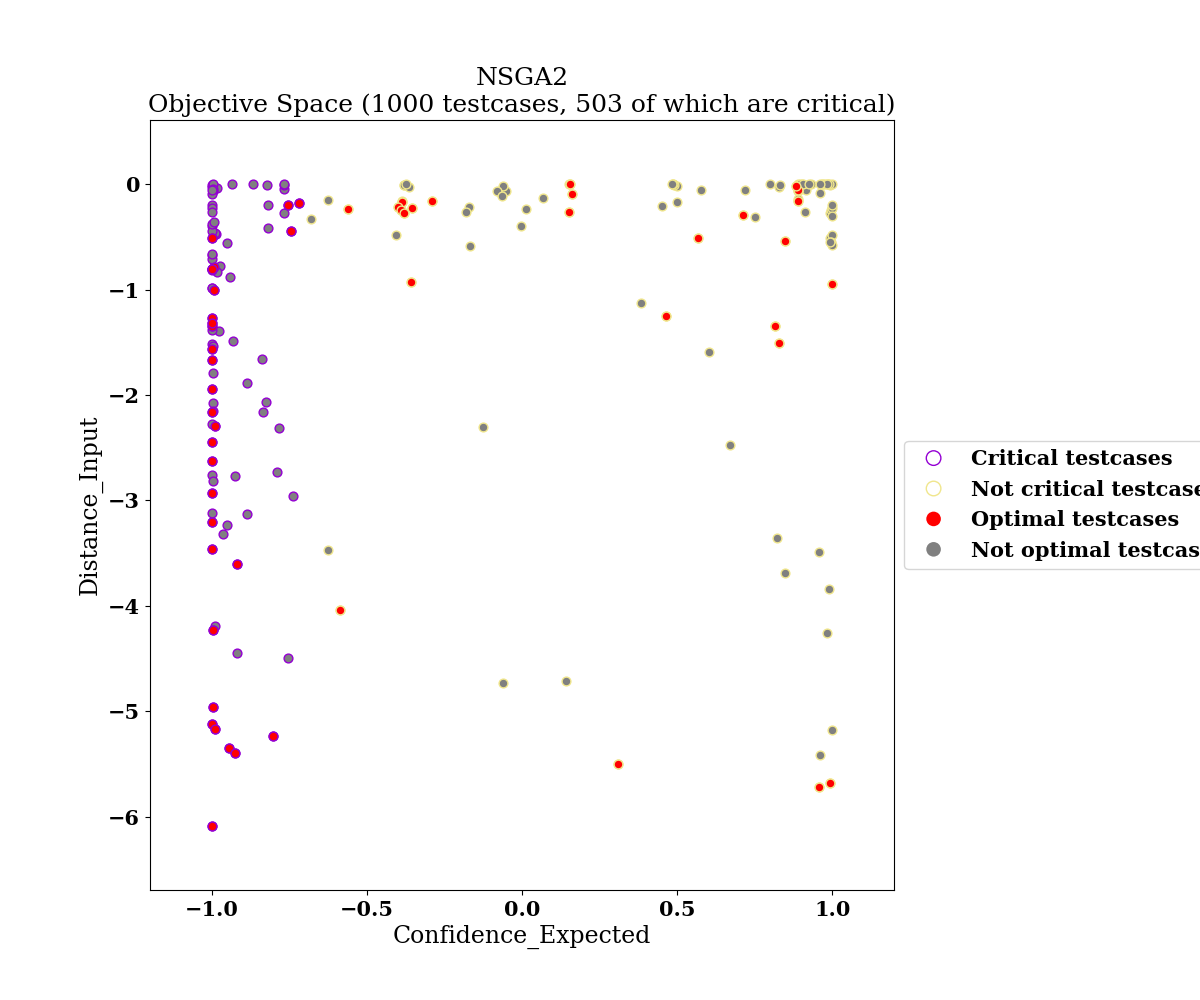 NSGA2
Objective Space (1000 testcases, 503 of which are critical)
0
−1
−2
−3
−4
−5
−6
Distance_Input
−1.0
−0.5
0.0
0.5
1.0
Confidence_Expected
Critical testcases
Not critical testcase
Optimal testcases
Not optimal testcas